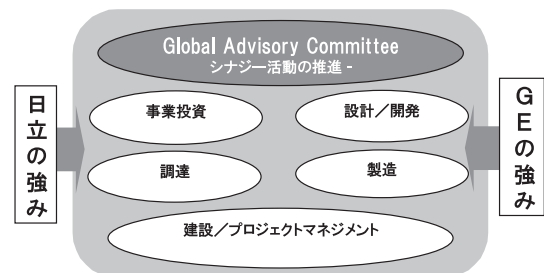 Global Advisory Committee
シナジー活動の推進 -
日立の強み
事業投資
設計／開発
GEの強み
調達
製造
建設／プロジェクトマネジメント